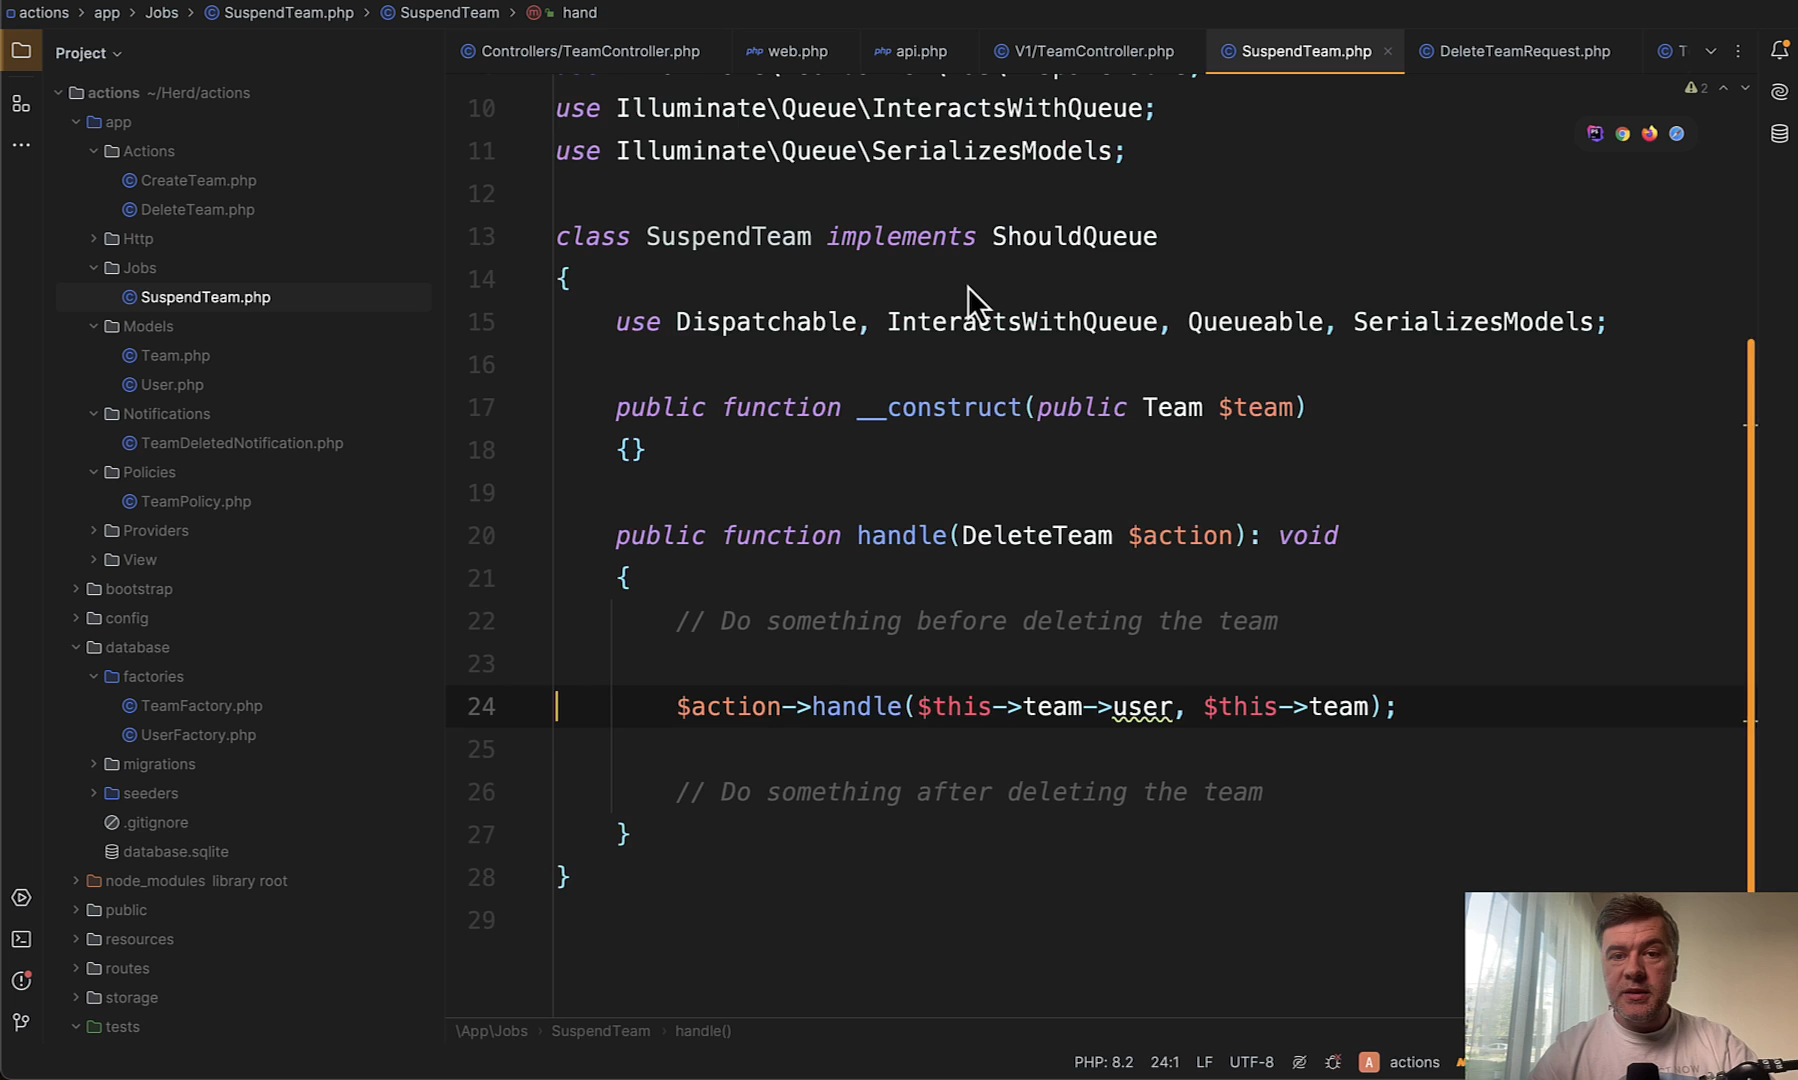 actions > app > Jobs > SuspendTeam.php > SuspendTeam > m hand
Project
Controllers/TeamController.php
php web.php
php api.php
V1/TeamController.php
SuspendTeam.php ×
DeleteTeamRequest.php
T
actions ~/Herd/actions
app
Actions
CreateTeam.php
DeleteTeam.php
Http
Jobs
SuspendTeam.php
Models
Team.php
User.php
Notifications
TeamDeletedNotification.php
Policies
TeamPolicy.php
Providers
View
bootstrap
config
database
factories
TeamFactory.php
UserFactory.php
migrations
seeders
.gitignore
database.sqlite
node_modules library root
public
resources
routes
storage
tests
2
10 use Illuminate\Queue\InteractsWithQueue;
11 use Illuminate\Queue\SerializesModels;
12
13 class SuspendTeam implements ShouldQueue
14 {
15 use Dispatchable, InteractsWithQueue, Queueable, SerializesModels;
16
17 public function __construct(public Team $team)
18 {}
19
20 public function handle(DeleteTeam $action): void
21 {
22 // Do something before deleting the team
23
24 $action->handle($this->team->user, $this->team);
25
26 // Do something after deleting the team
27 }
28 }
29
\App\Jobs > SuspendTeam > handle()
PHP: 8.2 24:1 LF UTF-8 A actions